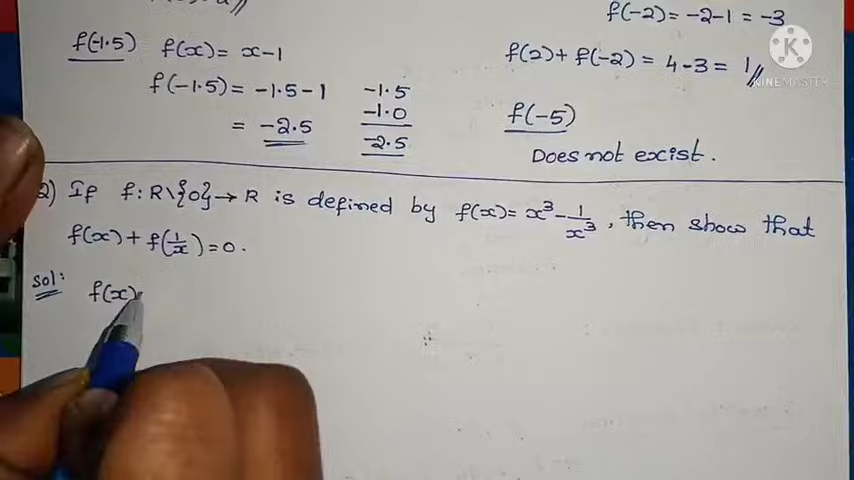 f(-2) = -2-1 = -3
f(-1.5) f(x) = x-1
f(2) + f(-2) = 4-3 = 1//
f(-1.5) = -1.5-1
-1.5
-1.0
-2.5
= -2.5
f(-5)
Does not exist.
2) If f: R\{0} → R is defined by f(x) = x³ - 1/x³, then show that
f(x) + f(1/x) = 0.
Sol: f(x)
K
KINEMASTER